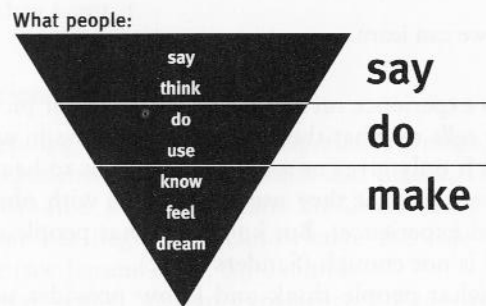 What people:
say
think
do
use
know
feel
dream
say
do
make